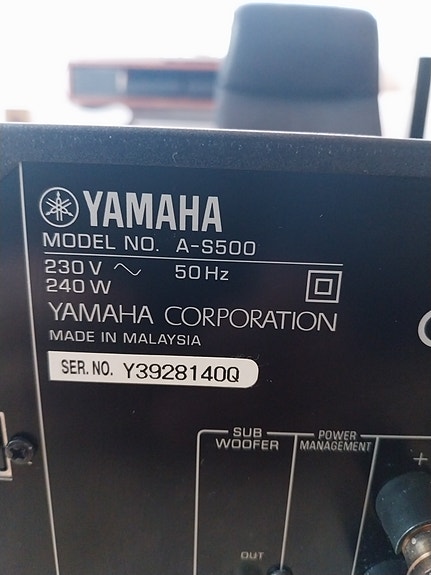 YAMAHA
MODEL NO. A-S500
230 V ~ 50 Hz
240 W
YAMAHA CORPORATION
MADE IN MALAYSIA
SER. NO. Y3928140Q
SUB WOOFER
POWER MANAGEMENT
+
OUT